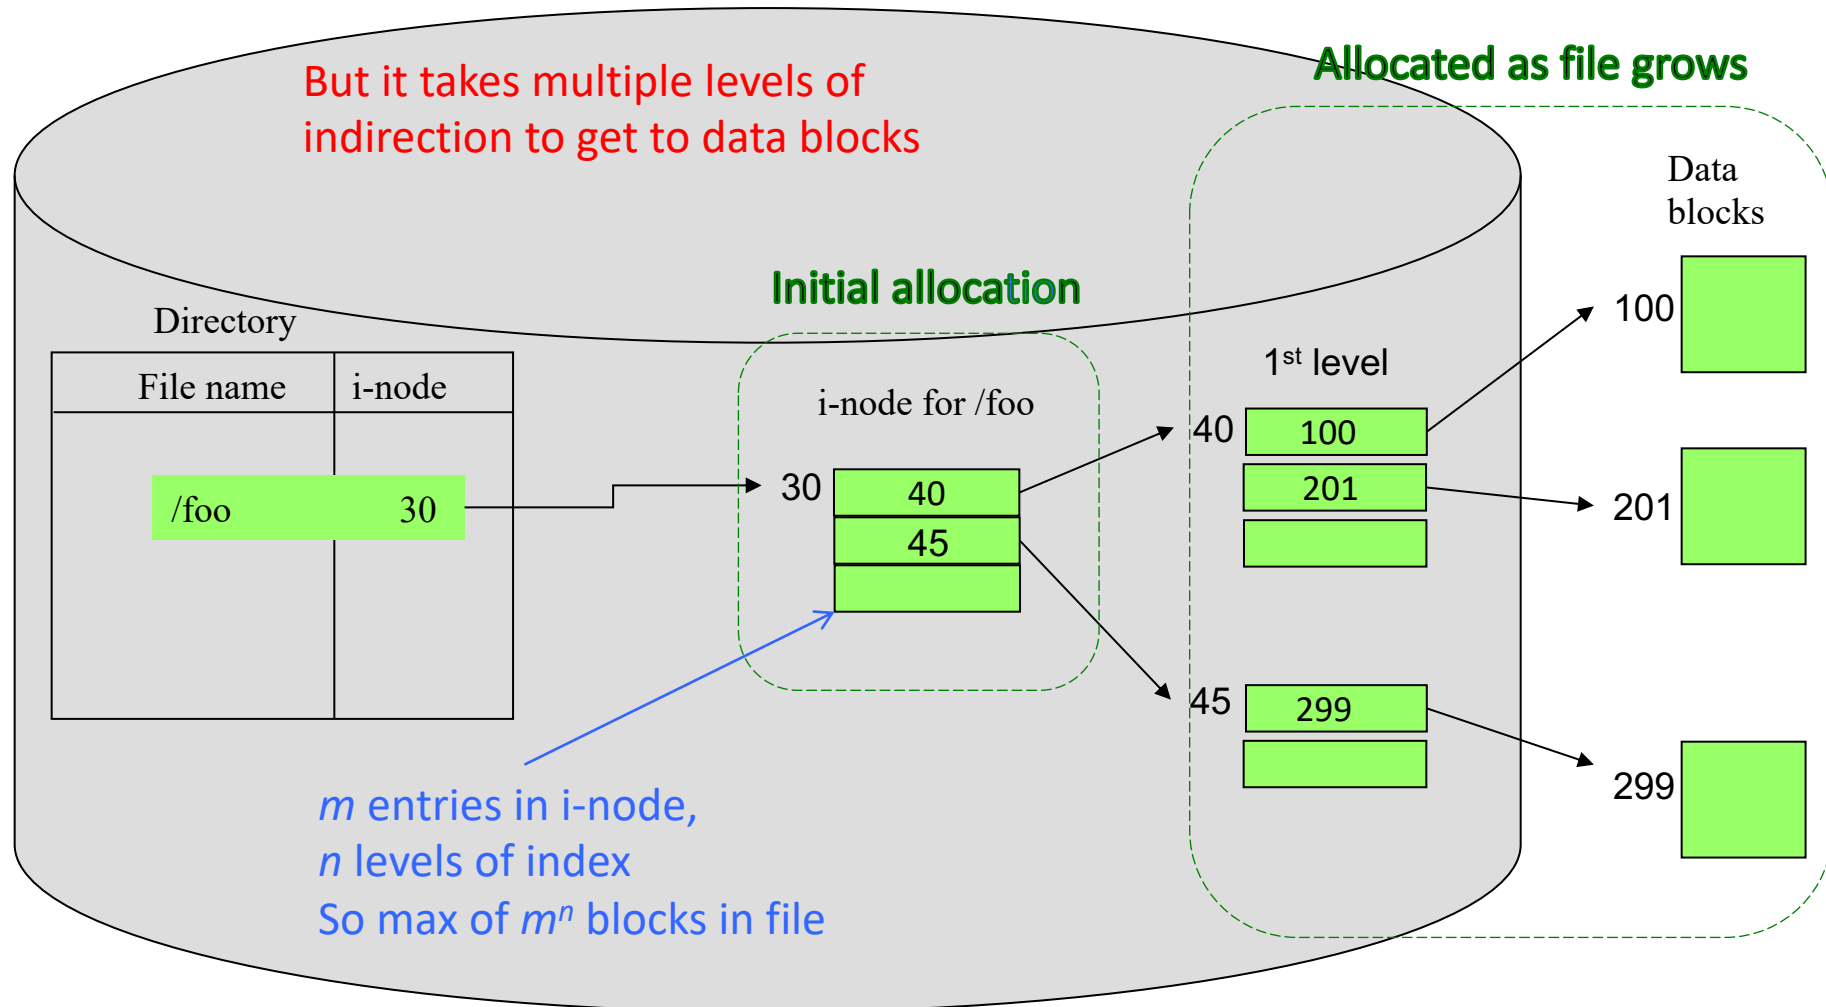 But it takes multiple levels of
indirection to get to data blocks
Allocated as file grows
Data
blocks
Initial allocation
Directory
File name i-node
/foo 30
i-node for /foo
30
40
45
1st level
40
100
201
45
299
100
201
299
m entries in i-node,
n levels of index
So max of mⁿ blocks in file